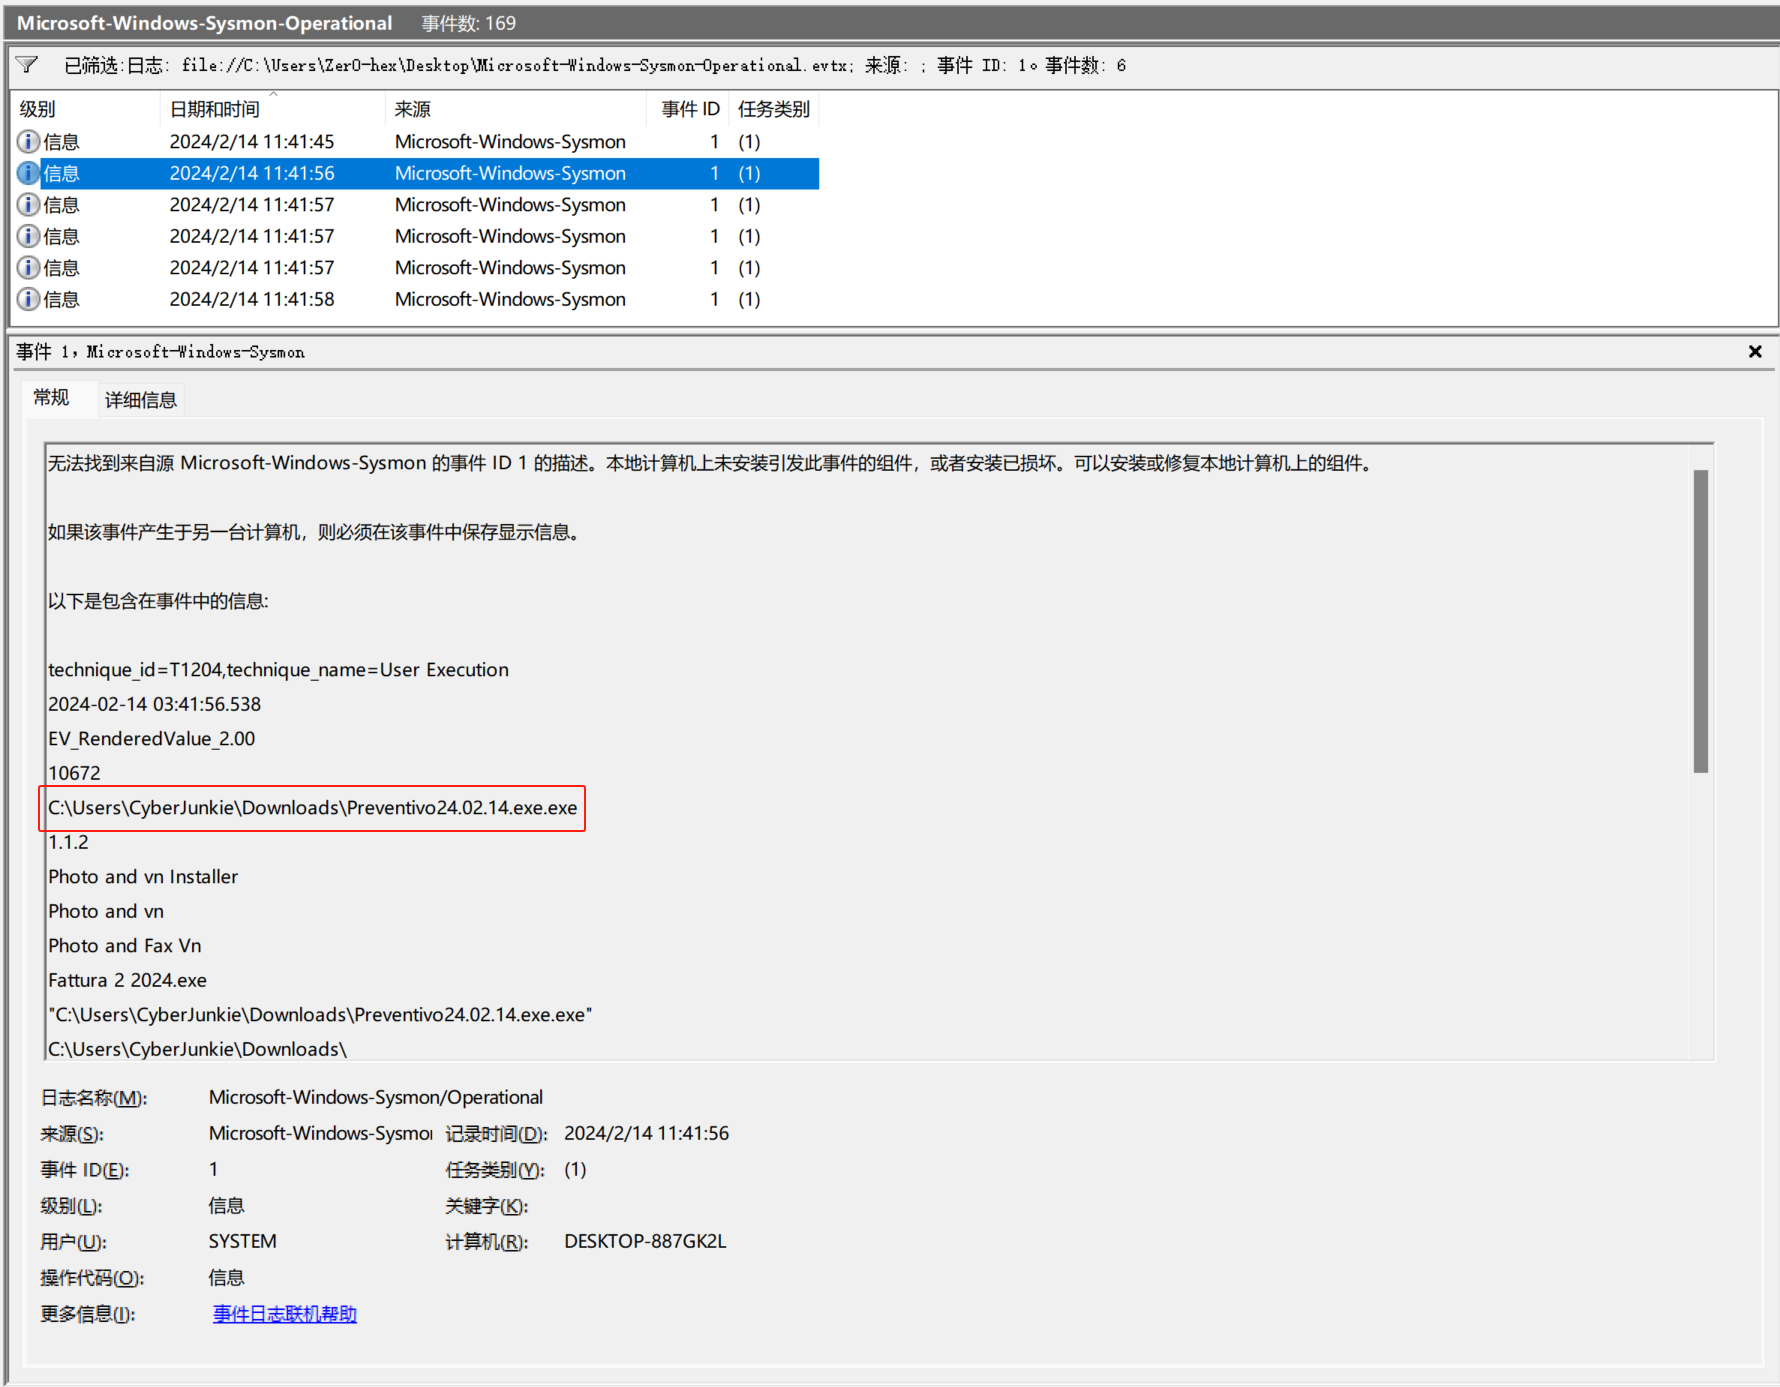 Microsoft-Windows-Sysmon-Operational 事件数: 169
已筛选:日志: file://C:\Users\Zer0-hex\Desktop\Microsoft-Windows-Sysmon-Operational.evtx; 来源: ; 事件 ID: 1。事件数: 6
级别 日期和时间 来源 事件 ID 任务类别
信息 2024/2/14 11:41:45 Microsoft-Windows-Sysmon 1 (1)
信息 2024/2/14 11:41:56 Microsoft-Windows-Sysmon 1 (1)
信息 2024/2/14 11:41:57 Microsoft-Windows-Sysmon 1 (1)
信息 2024/2/14 11:41:57 Microsoft-Windows-Sysmon 1 (1)
信息 2024/2/14 11:41:57 Microsoft-Windows-Sysmon 1 (1)
信息 2024/2/14 11:41:58 Microsoft-Windows-Sysmon 1 (1)
事件 1，Microsoft-Windows-Sysmon
常规 详细信息
无法找到来自源 Microsoft-Windows-Sysmon 的事件 ID 1 的描述。本地计算机上未安装引发此事件的组件，或者安装已损坏。可以安装或修复本地计算机上的组件。
如果该事件产生于另一台计算机，则必须在该事件中保存显示信息。
以下是包含在事件中的信息:
technique_id=T1204,technique_name=User Execution
2024-02-14 03:41:56.538
EV_RenderedValue_2.00
10672
C:\Users\CyberJunkie\Downloads\Preventivo24.02.14.exe.exe
1.1.2
Photo and vn Installer
Photo and vn
Photo and Fax Vn
Fattura 2 2024.exe
"C:\Users\CyberJunkie\Downloads\Preventivo24.02.14.exe.exe"
C:\Users\CyberJunkie\Downloads\
日志名称(M): Microsoft-Windows-Sysmon/Operational
来源(S): Microsoft-Windows-Sysmon 记录时间(D): 2024/2/14 11:41:56
事件 ID(E): 1 任务类别(Y): (1)
级别(L): 信息 关键字(K):
用户(U): SYSTEM 计算机(R): DESKTOP-887GK2L
操作代码(O): 信息
更多信息(I): 事件日志联机帮助